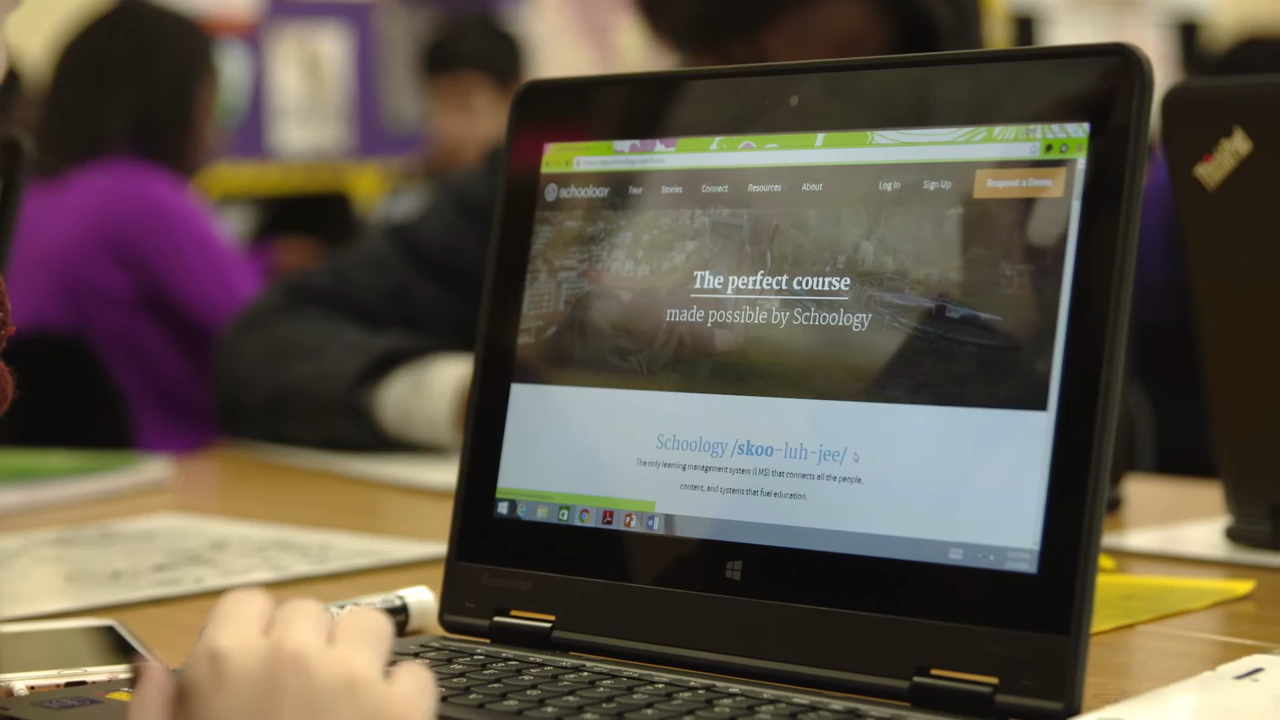 schoology Tour Stories Connect Resources About Log In Sign Up Request a Demo
The perfect course
made possible by Schoology
Schoology /skoo-luh-jee/
The only learning management system (LMS) that connects all the people,
content, and systems that fuel education.
ThinkPad